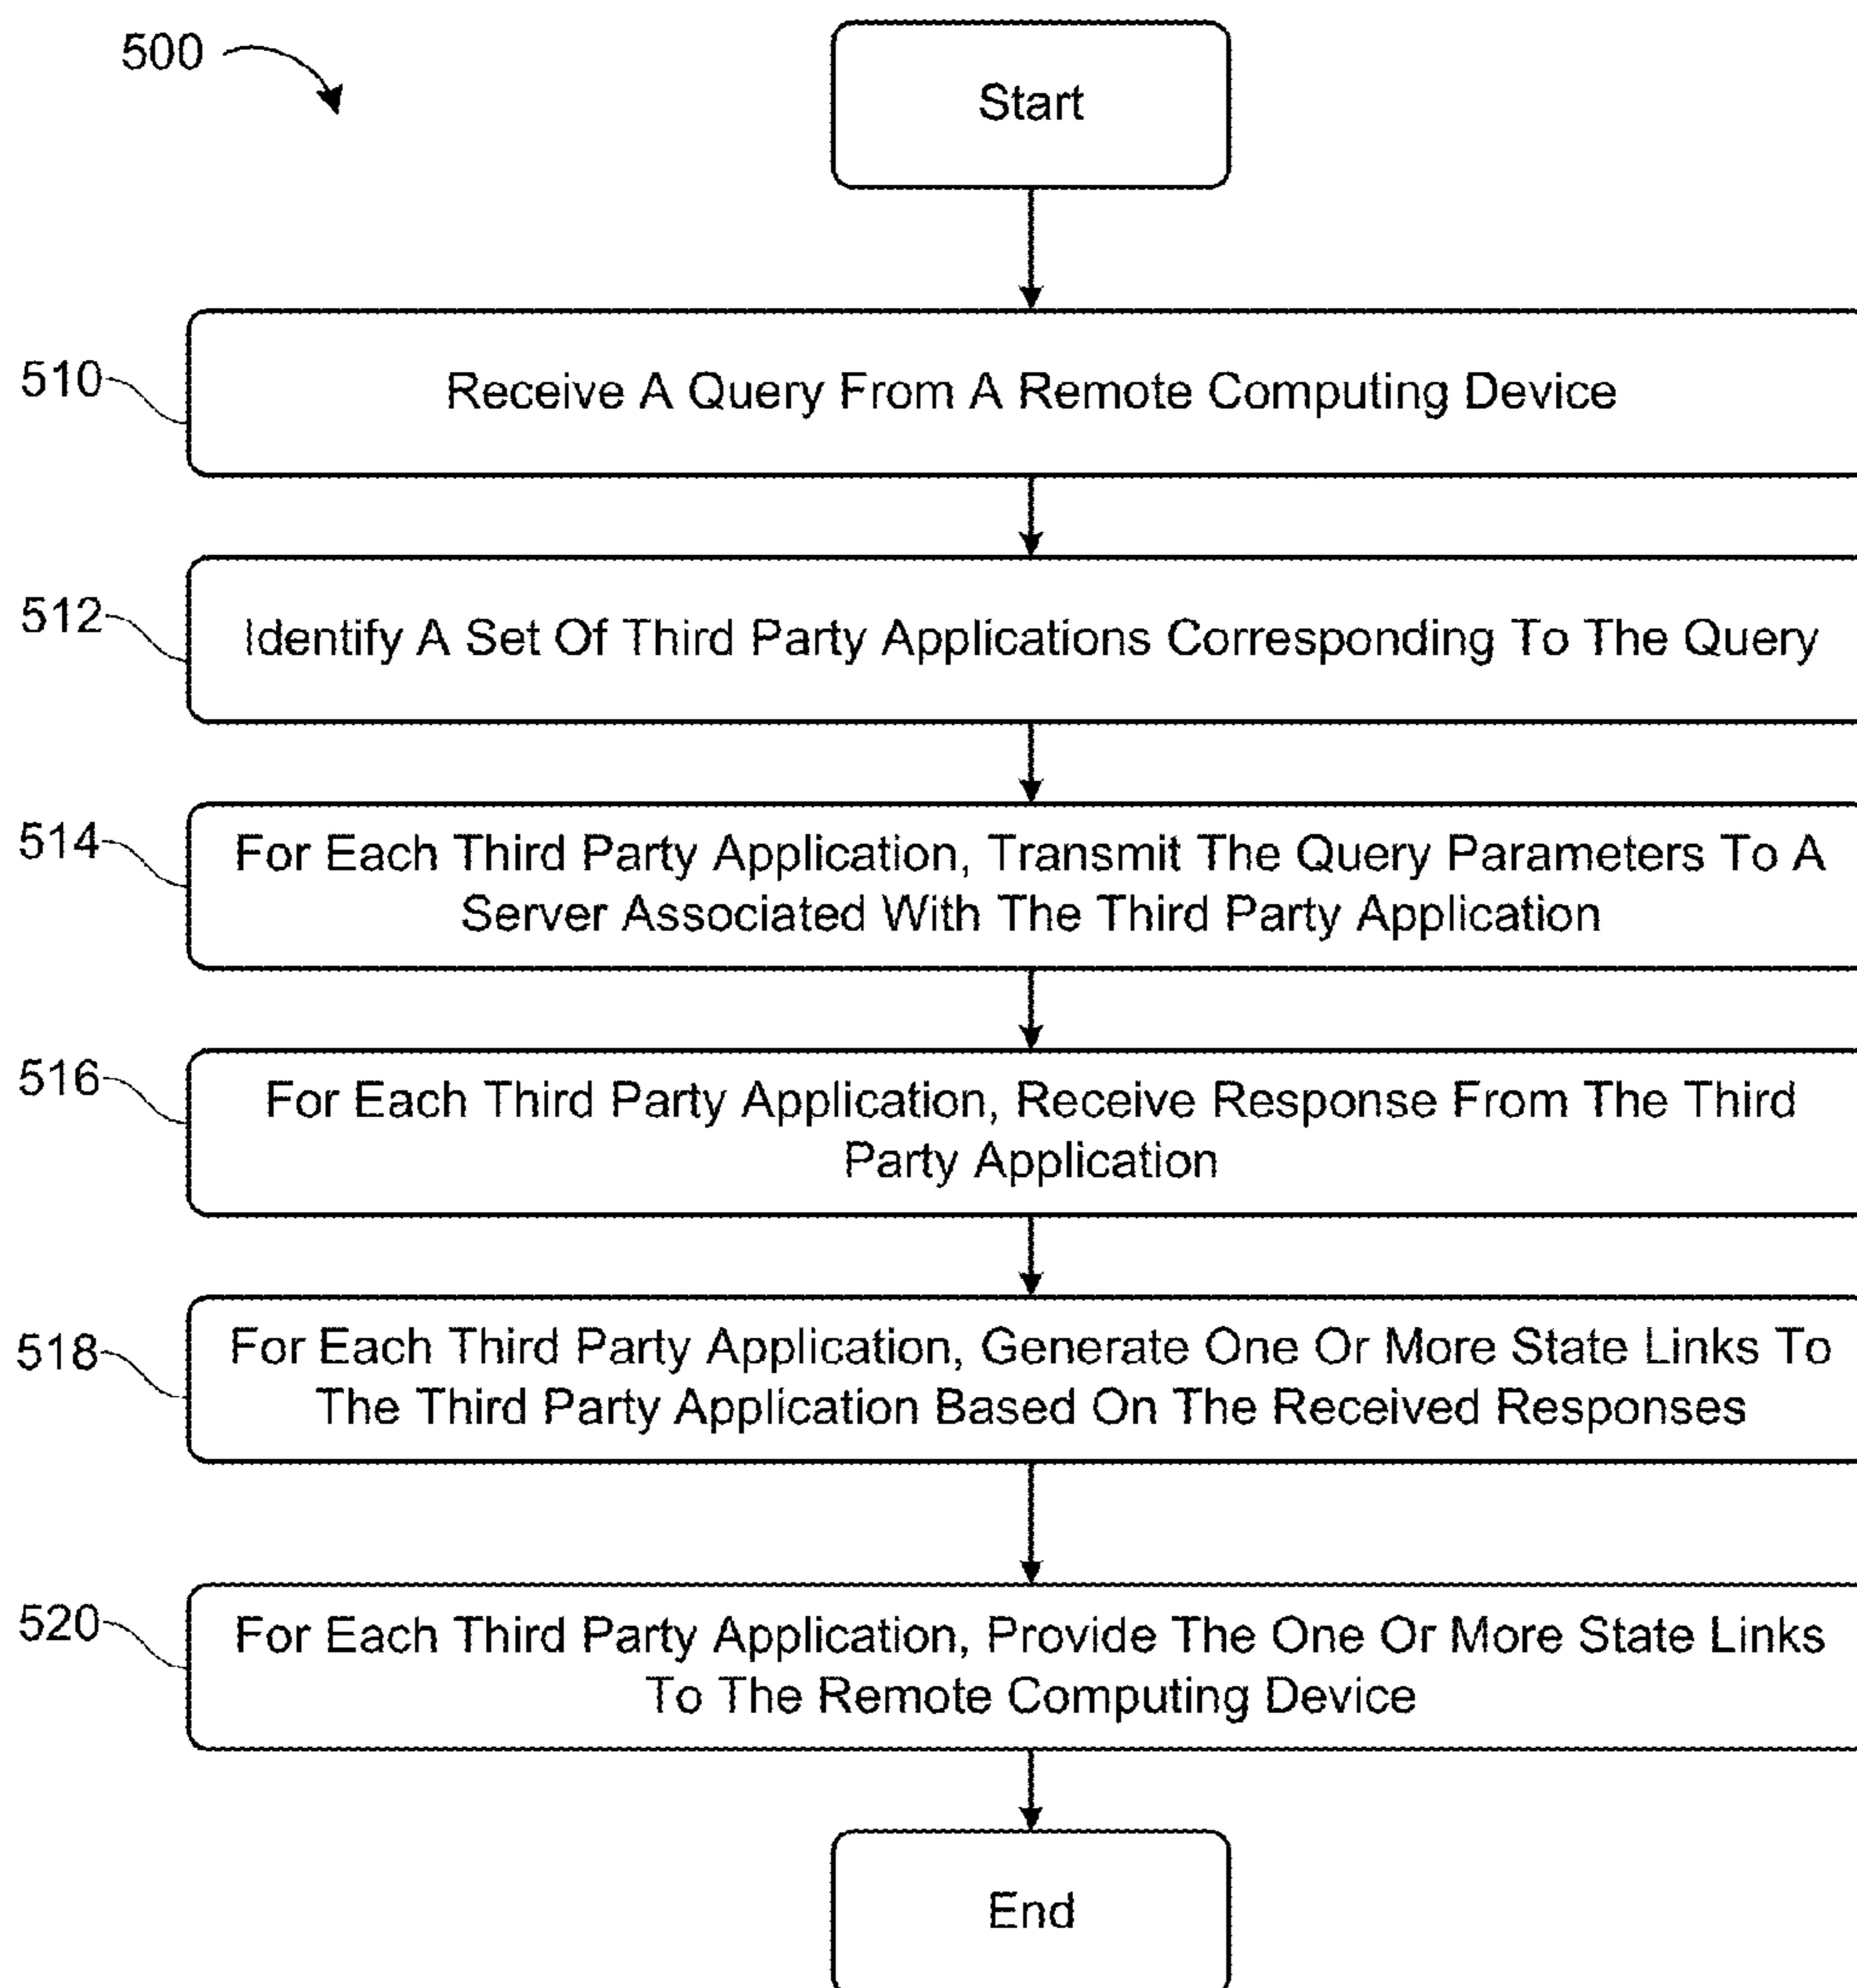 500
Start
510
Receive A Query From A Remote Computing Device
512
Identify A Set Of Third Party Applications Corresponding To The Query
514
For Each Third Party Application, Transmit The Query Parameters To A
Server Associated With The Third Party Application
516
For Each Third Party Application, Receive Response From The Third
Party Application
518
For Each Third Party Application, Generate One Or More State Links To
The Third Party Application Based On The Received Responses
520
For Each Third Party Application, Provide The One Or More State Links
To The Remote Computing Device
End